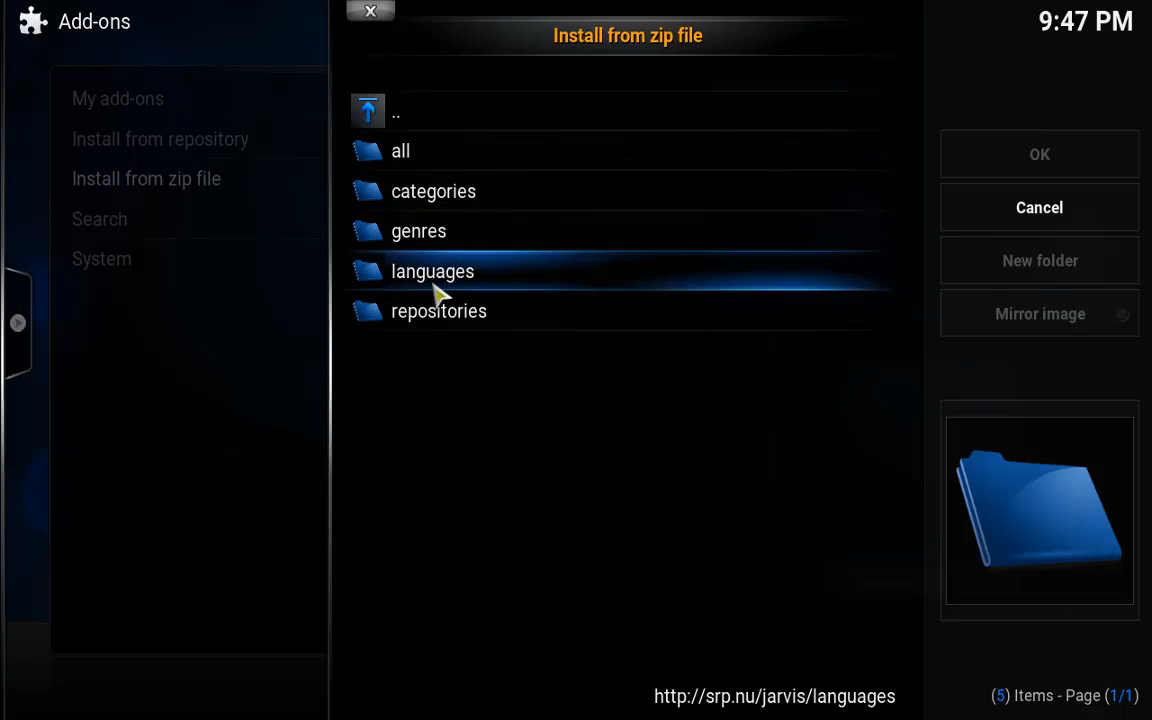 Add-ons
My add-ons
Install from repository
Install from zip file
Search
System
X
Install from zip file
..
all
categories
genres
languages
repositories
http://srp.nu/jarvis/languages
9:47 PM
OK
Cancel
New folder
Mirror image
(5) Items - Page (1/1)